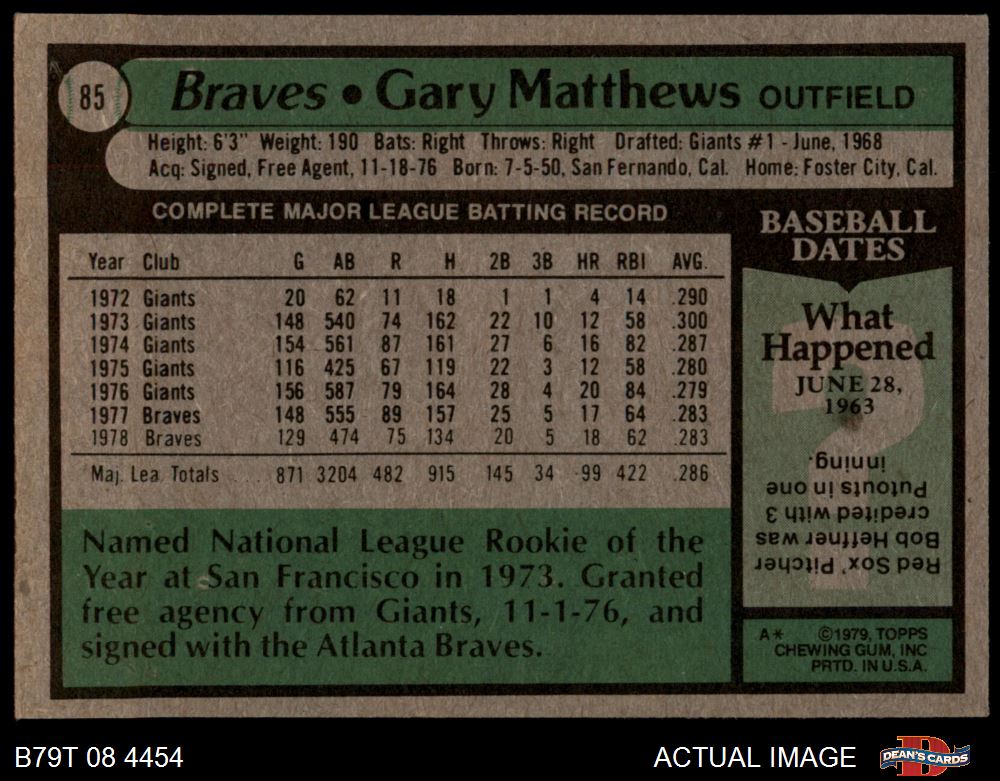 85 Braves • Gary Matthews OUTFIELD
Height: 6'3" Weight: 190 Bats: Right Throws: Right Drafted: Giants #1 - June, 1968
Acq: Signed, Free Agent, 11-18-76 Born: 7-5-50, San Fernando, Cal. Home: Foster City, Cal.
COMPLETE MAJOR LEAGUE BATTING RECORD
Year Club G AB R H 2B 3B HR RBI AVG.
1972 Giants 20 62 11 18 1 1 4 14 .290
1973 Giants 148 540 74 162 22 10 12 58 .300
1974 Giants 154 561 87 161 27 6 16 82 .287
1975 Giants 116 425 67 119 22 3 12 58 .280
1976 Giants 156 587 79 164 28 4 20 84 .279
1977 Braves 148 555 89 157 25 5 17 64 .283
1978 Braves 129 474 75 134 20 5 18 62 .283
Maj. Lea. Totals 871 3204 482 915 145 34 99 422 .286
Named National League Rookie of the
Year at San Francisco in 1973. Granted
free agency from Giants, 11-1-76, and
signed with the Atlanta Braves.
BASEBALL
DATES
What
Happened
JUNE 28,
1963
Red Sox' Pitcher
Bob Heffner was
credited with 3
Putouts in one
inning.
A* ©1979, TOPPS
CHEWING GUM, INC
PRTD. IN U.S.A.
B79T 08 4454
ACTUAL IMAGE
DEAN'S CARDS